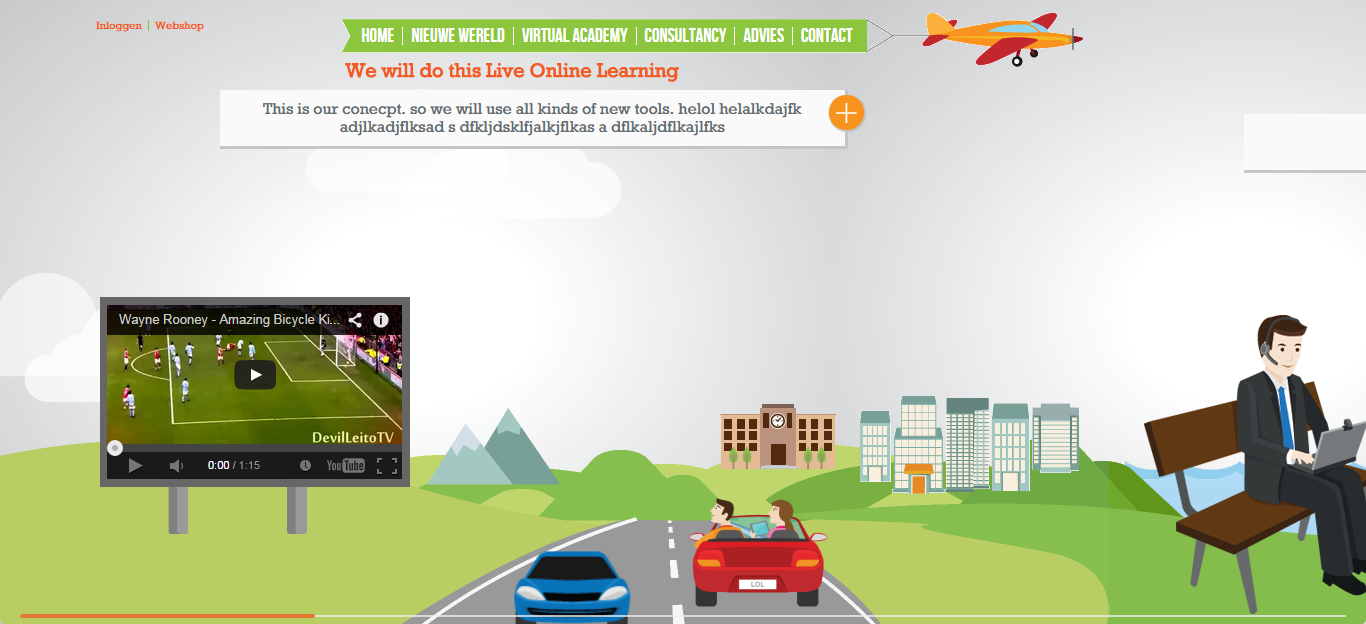 Inloggen | Webshop
HOME | NIEUWE WERELD | VIRTUAL ACADEMY | CONSULTANCY | ADVIES | CONTACT
We will do this Live Online Learning
This is our conecpt. so we will use all kinds of new tools. helol helalkdajfk
adjlkadjflksad s dfkljdsklfjalkjflkas a dflkaljdflkajlfks
Wayne Rooney - Amazing Bicycle Ki...
DevilLeitoTV
0:00 / 1:15
YouTube
LOL